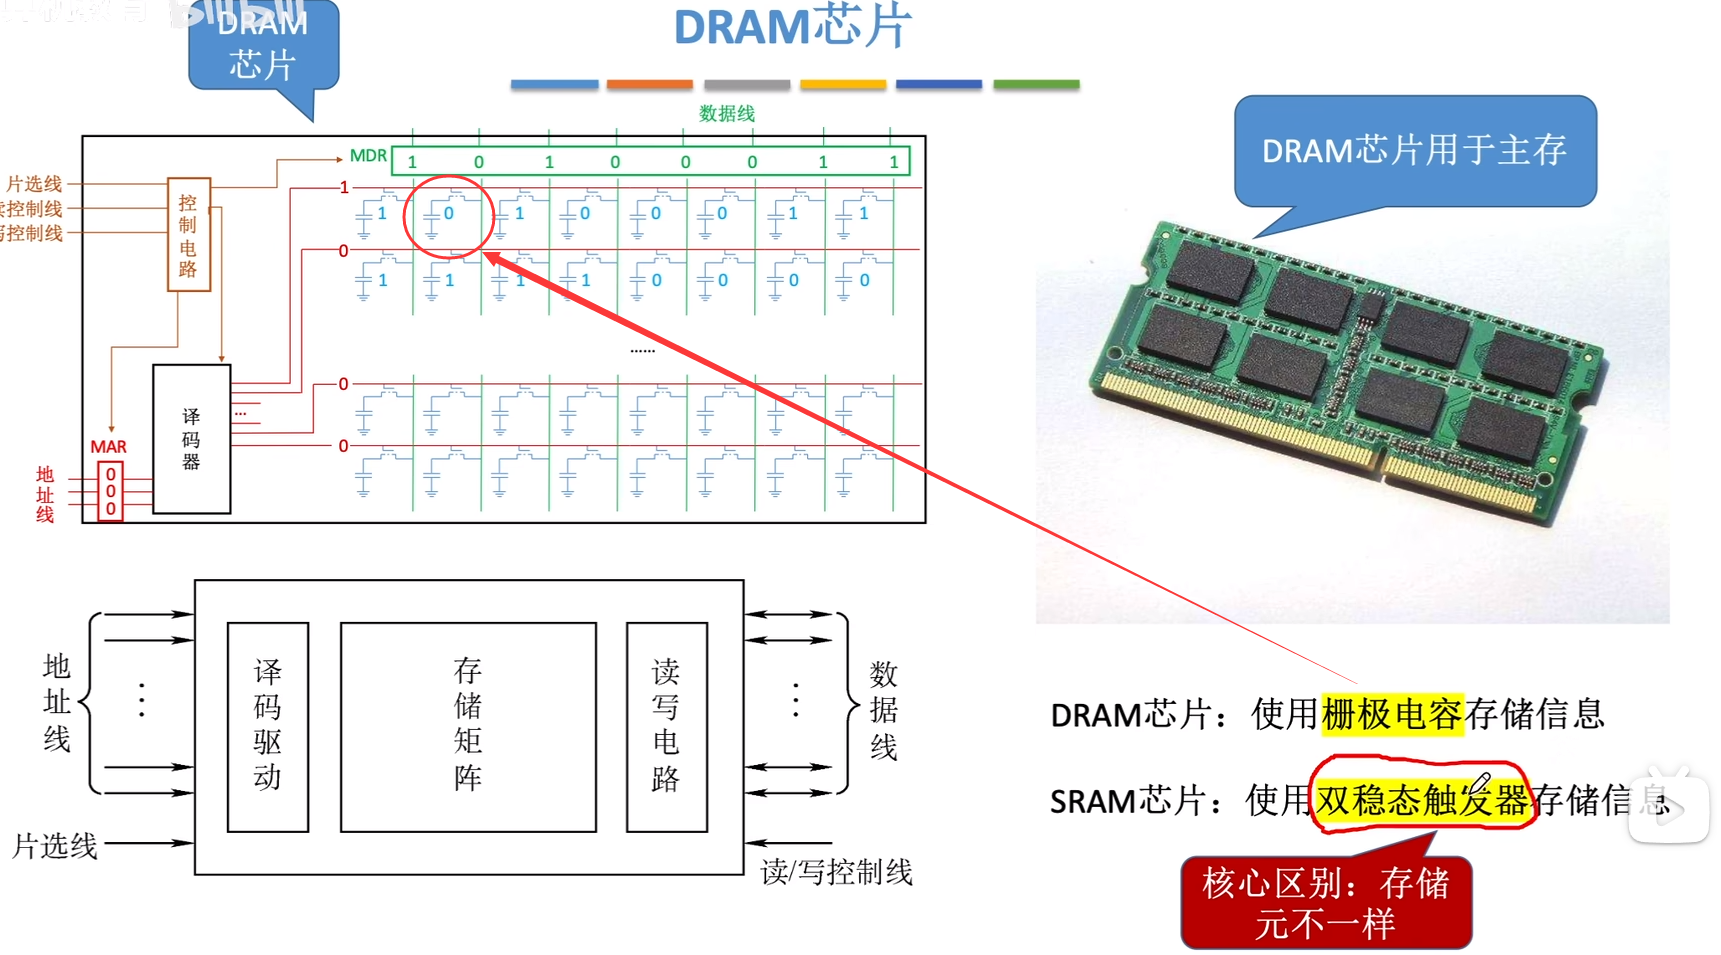 DRAM
芯片
DRAM芯片
数据线
DRAM芯片用于主存
MDR 1 0 1 0 0 0 1 1
片选线
读控制线
写控制线
控制电路
1
1 0 1 0 0 0 1 1
0
1 1 1 1 0 0 0 0
......
0
0
译码器
...
MAR
地址线
0
0
0
地址线
译码驱动
存储矩阵
读写电路
数据线
片选线
读/写控制线
DRAM芯片：使用栅极电容存储信息
SRAM芯片：使用双稳态触发器存储信息
核心区别：存储
元不一样